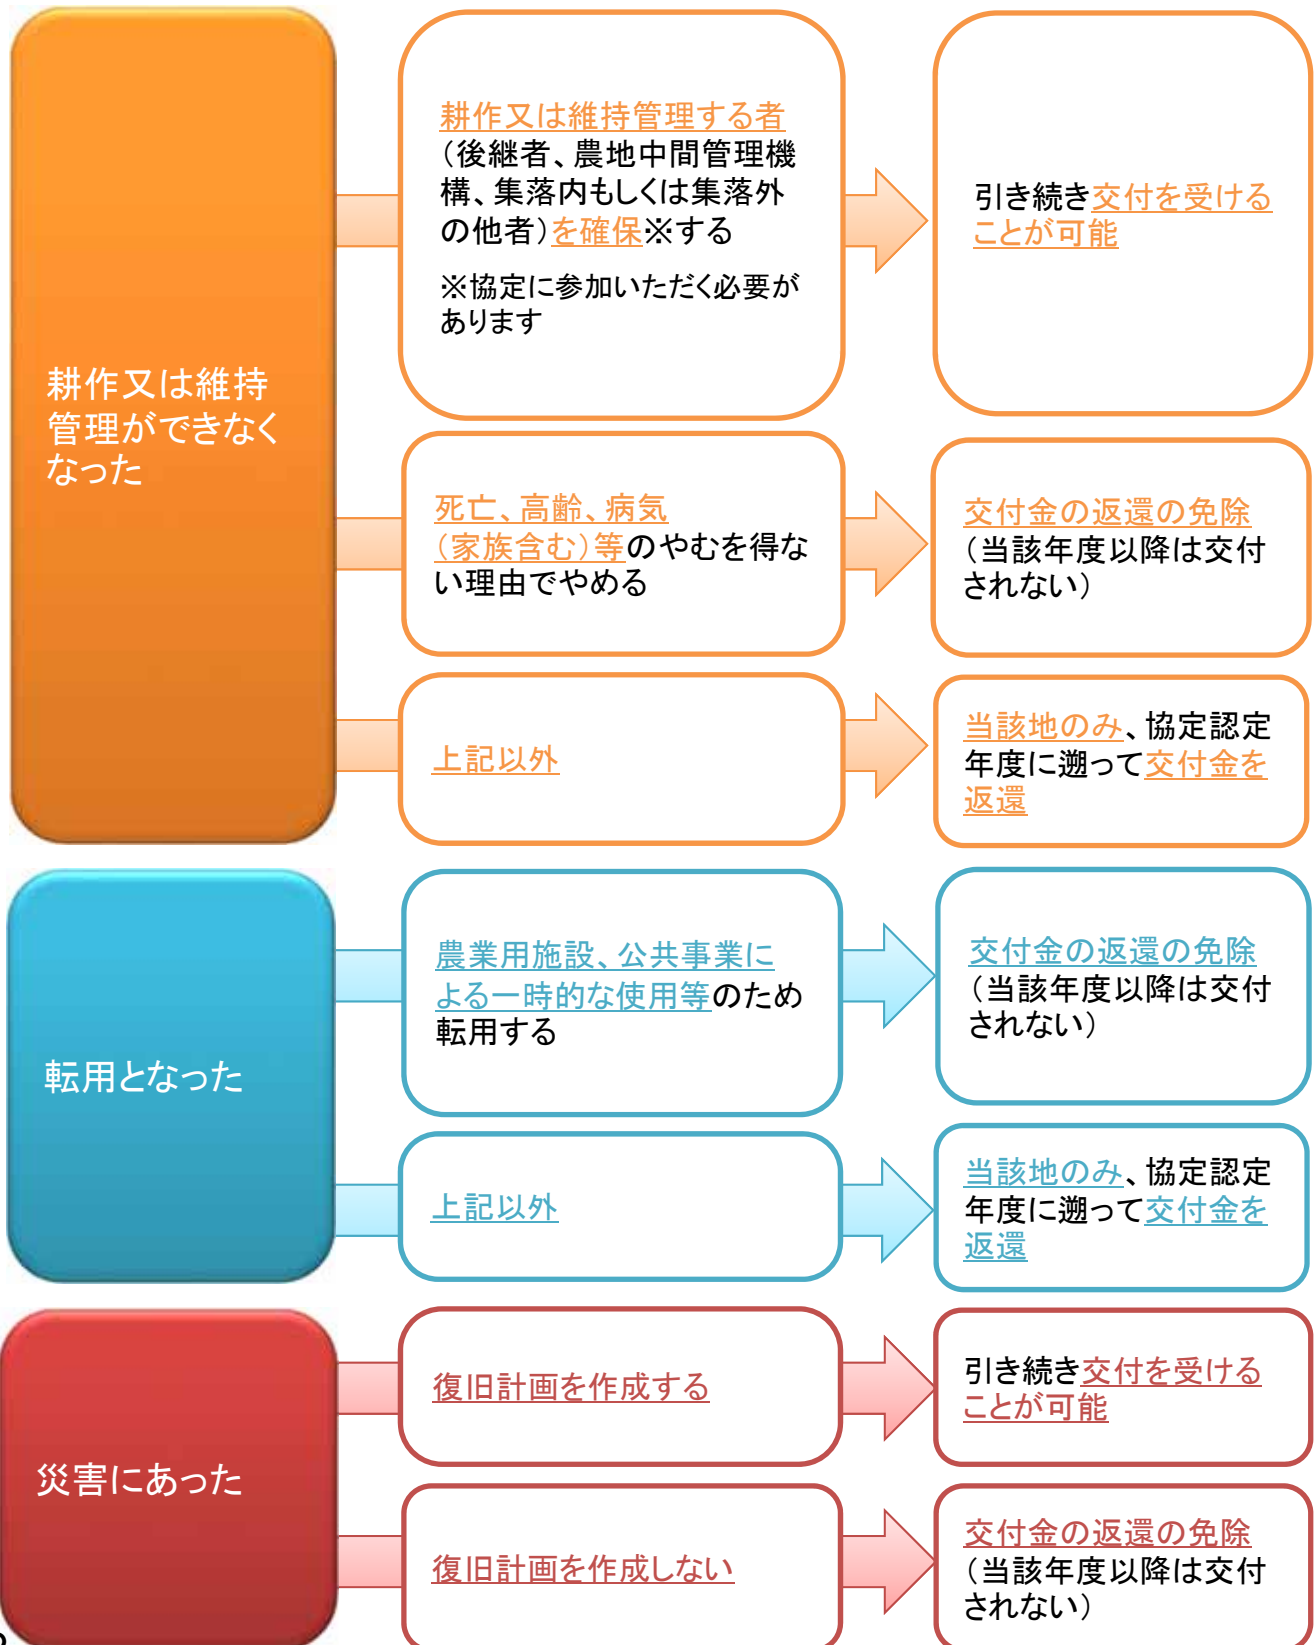 耕作又は維持
管理ができなく
なった
耕作又は維持管理する者
（後継者、農地中間管理機
構、集落内もしくは集落外
の他者）を確保※する
※協定に参加いただく必要が
あります
引き続き交付を受ける
ことが可能
死亡、高齢、病気
（家族含む）等のやむを得な
い理由でやめる
交付金の返還の免除
（当該年度以降は交付
されない）
上記以外
当該地のみ、協定認定
年度に遡って交付金を
返還
転用となった
農業用施設、公共事業に
よる一時的な使用等のため
転用する
交付金の返還の免除
（当該年度以降は交付
されない）
上記以外
当該地のみ、協定認定
年度に遡って交付金を
返還
災害にあった
復旧計画を作成する
引き続き交付を受ける
ことが可能
復旧計画を作成しない
交付金の返還の免除
（当該年度以降は交付
されない）